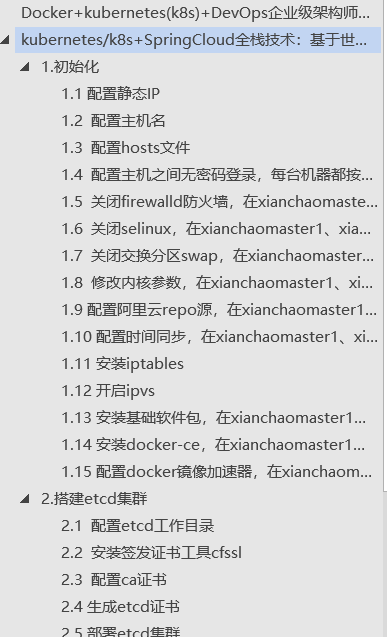 Docker+kubernetes(k8s)+DevOps企业级架构师...
kubernetes/k8s+SpringCloud全栈技术：基于世...
1.初始化
1.1 配置静态IP
1.2 配置主机名
1.3 配置hosts文件
1.4 配置主机之间无密码登录，每台机器都按...
1.5 关闭firewalld防火墙，在xianchaomaster...
1.6 关闭selinux，在xianchaomaster1、xia...
1.7 关闭交换分区swap，在xianchaomaster...
1.8 修改内核参数，在xianchaomaster1、xi...
1.9 配置阿里云repo源，在xianchaomaster1...
1.10 配置时间同步，在xianchaomaster1、xi...
1.11 安装iptables
1.12 开启ipvs
1.13 安装基础软件包，在xianchaomaster1...
1.14 安装docker-ce，在xianchaomaster1...
1.15 配置docker镜像加速器，在xianchaom...
2.搭建etcd集群
2.1 配置etcd工作目录
2.2 安装签发证书工具cfssl
2.3 配置ca证书
2.4 生成etcd证书
2.5 部署etcd集群